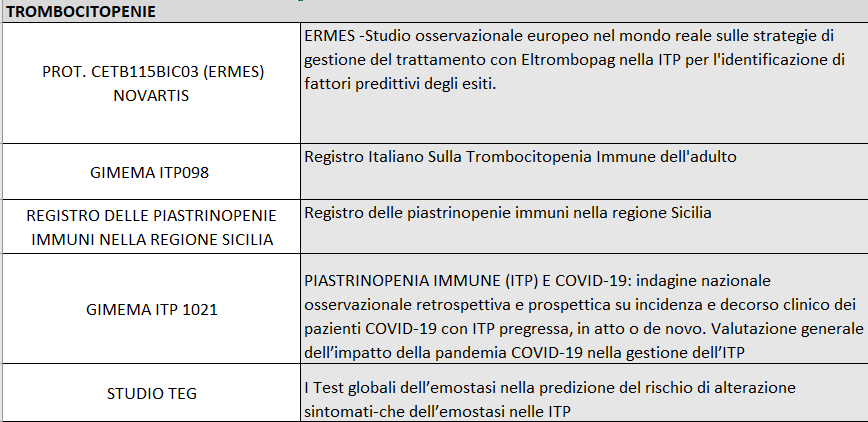 TROMBOCITOPENIE
PROT. CETB115BIC03 (ERMES)
NOVARTIS
ERMES -Studio osservazionale europeo nel mondo reale sulle strategie di
gestione del trattamento con Eltrombopag nella ITP per l'identificazione di
fattori predittivi degli esiti.
GIMEMA ITP098
Registro Italiano Sulla Trombocitopenia Immune dell'adulto
REGISTRO DELLE PIASTRINOPENIE
IMMUNI NELLA REGIONE SICILIA
Registro delle piastrinopenie immuni nella regione Sicilia
GIMEMA ITP 1021
PIASTRINOPENIA IMMUNE (ITP) E COVID-19: indagine nazionale
osservazionale retrospettiva e prospettica su incidenza e decorso clinico dei
pazienti COVID-19 con ITP pregressa, in atto o de novo. Valutazione generale
dell’impatto della pandemia COVID-19 nella gestione dell’ITP
STUDIO TEG
I Test globali dell’emostasi nella predizione del rischio di alterazione
sintomati-che dell’emostasi nelle ITP